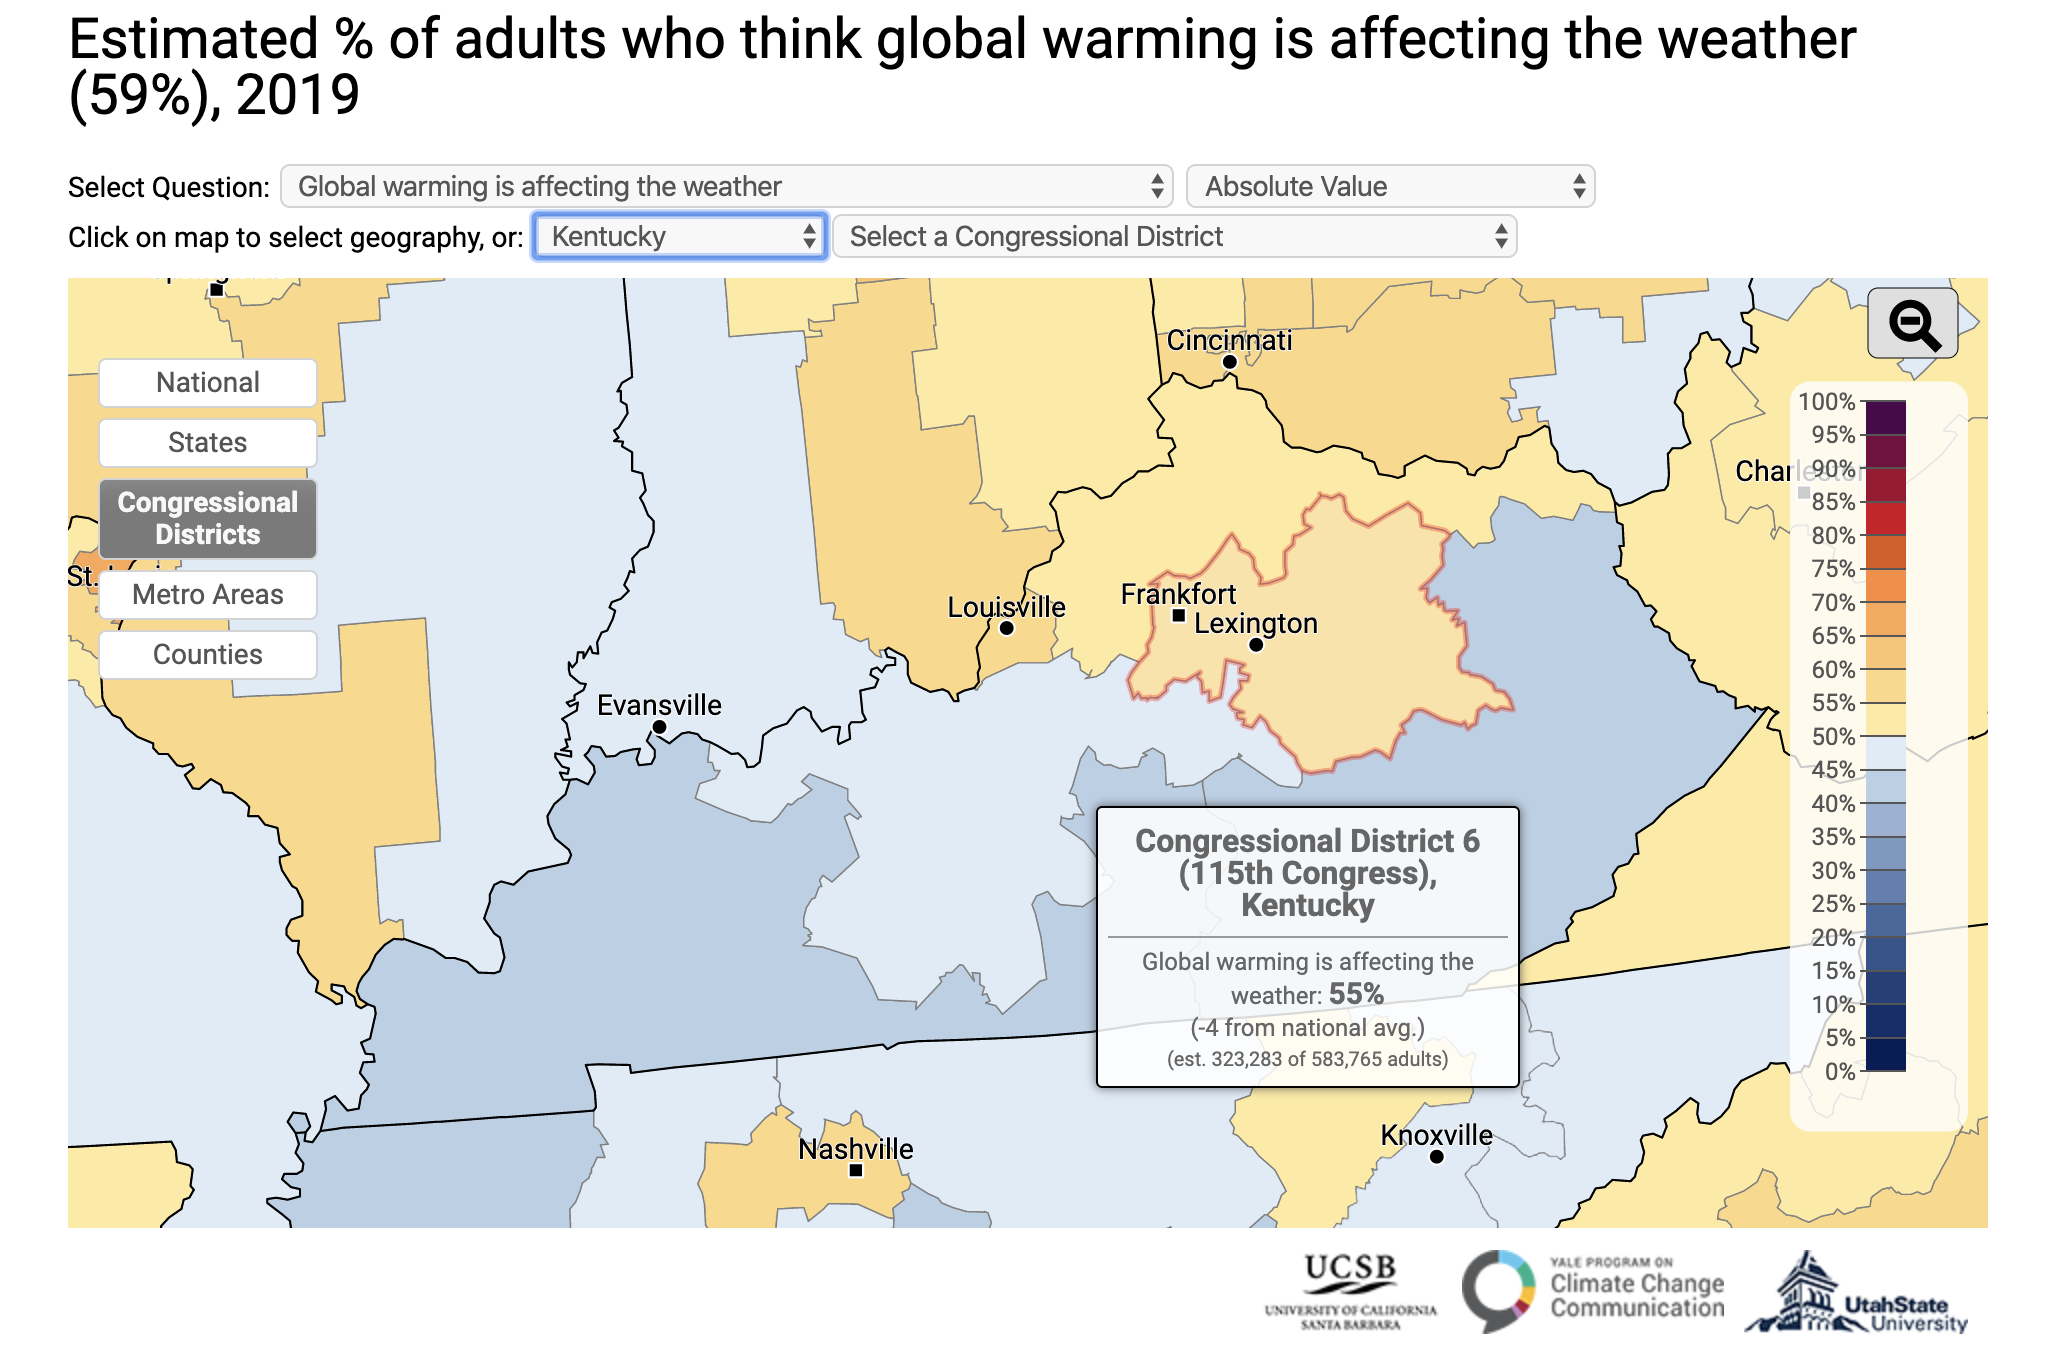 Estimated % of adults who think global warming is affecting the weather
(59%), 2019
Select Question: Global warming is affecting the weather Absolute Value
Click on map to select geography, or: Kentucky Select a Congressional District
National
States
Congressional
Districts
Metro Areas
Counties
St.
Cincinnati
Louisville
Frankfort
Lexington
Evansville
Nashville
Knoxville
100%
95%
90%
85%
80%
75%
70%
65%
60%
55%
50%
45%
40%
35%
30%
25%
20%
15%
10%
5%
0%
Congressional District 6
(115th Congress),
Kentucky
Global warming is affecting the
weather: 55%
(-4 from national avg.)
(est. 323,283 of 583,765 adults)
UCSB
UNIVERSITY OF CALIFORNIA
SANTA BARBARA
YALE PROGRAM ON
Climate Change
Communication
UtahState
University